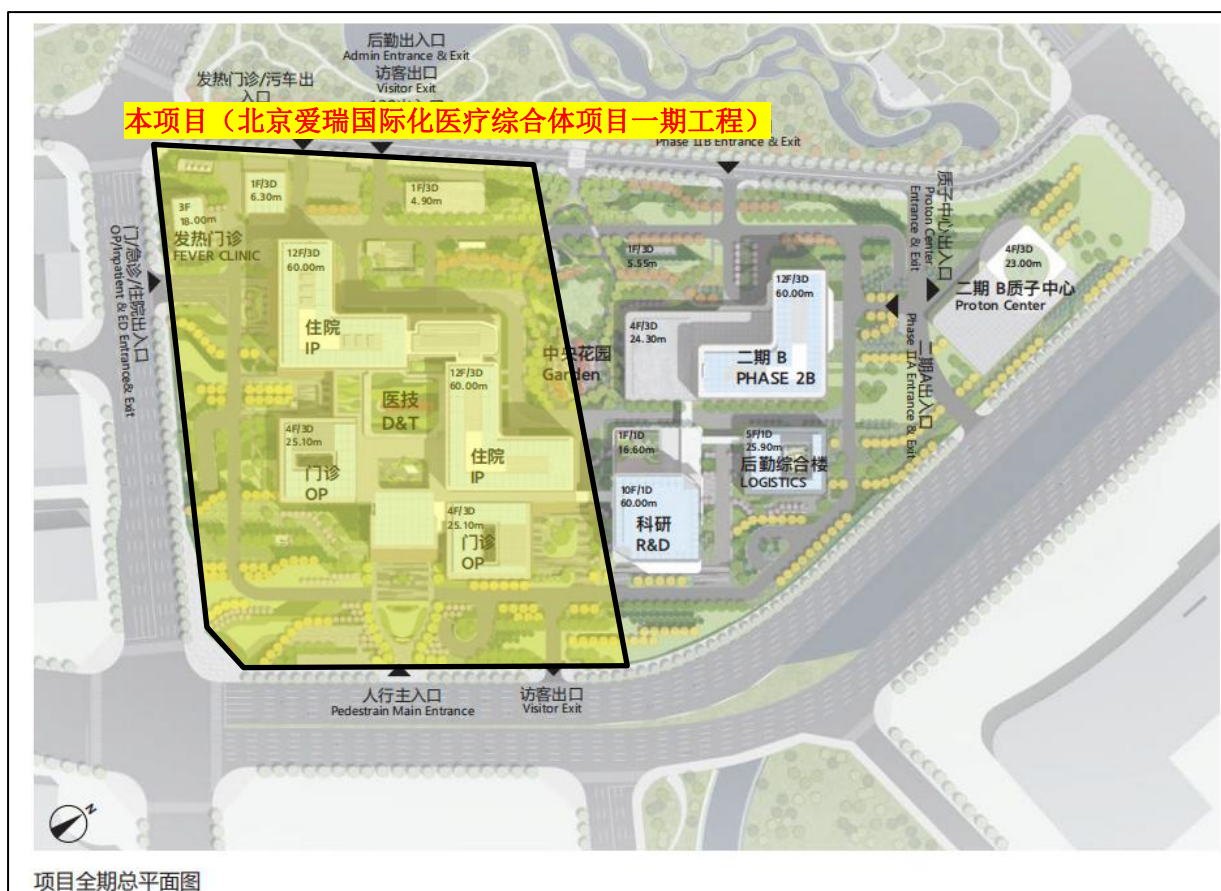 后勤出入口
Admin Entrance & Exit
访客出口
Visitor Exit
发热门诊/污车出
入口
本项目（北京爱瑞国际化医疗综合体项目一期工程）
Phase IIB Entrance & Exit
1F/3D
6.30m
1F/3D
4.90m
3F
18.00m
发热门诊
FEVER CLINIC
门/急诊/住院出入口
OP/Inpatient & ED Entrance& Exit
12F/3D
60.00m
住院
IP
1F/3D
5.55m
中央花园
Garden
4F/3D
24.30m
12F/3D
60.00m
二期 B
PHASE 2B
质子中心出入口
Proton Center
Entrance & Exit
4F/3D
23.00m
二期 B质子中心
Proton Center
二期A出入口
Phase IIA Entrance & Exit
12F/3D
60.00m
医技
D&T
住院
IP
4F/3D
25.10m
门诊
OP
4F/3D
25.10m
门诊
OP
1F/1D
16.60m
10F/1D
60.00m
科研
R&D
5F/1D
25.90m
后勤综合楼
LOGISTICS
人行主入口
Pedestrain Main Entrance
访客出口
Visitor Exit
N
项目全期总平面图